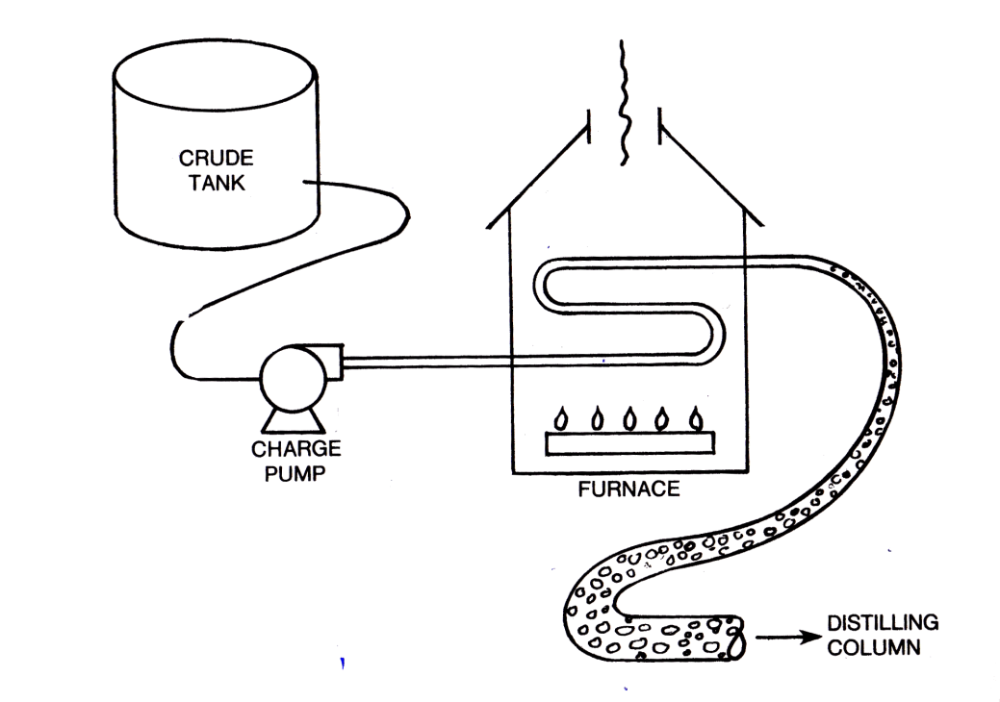 CRUDE
TANK
CHARGE
PUMP
FURNACE
DISTILLING
COLUMN